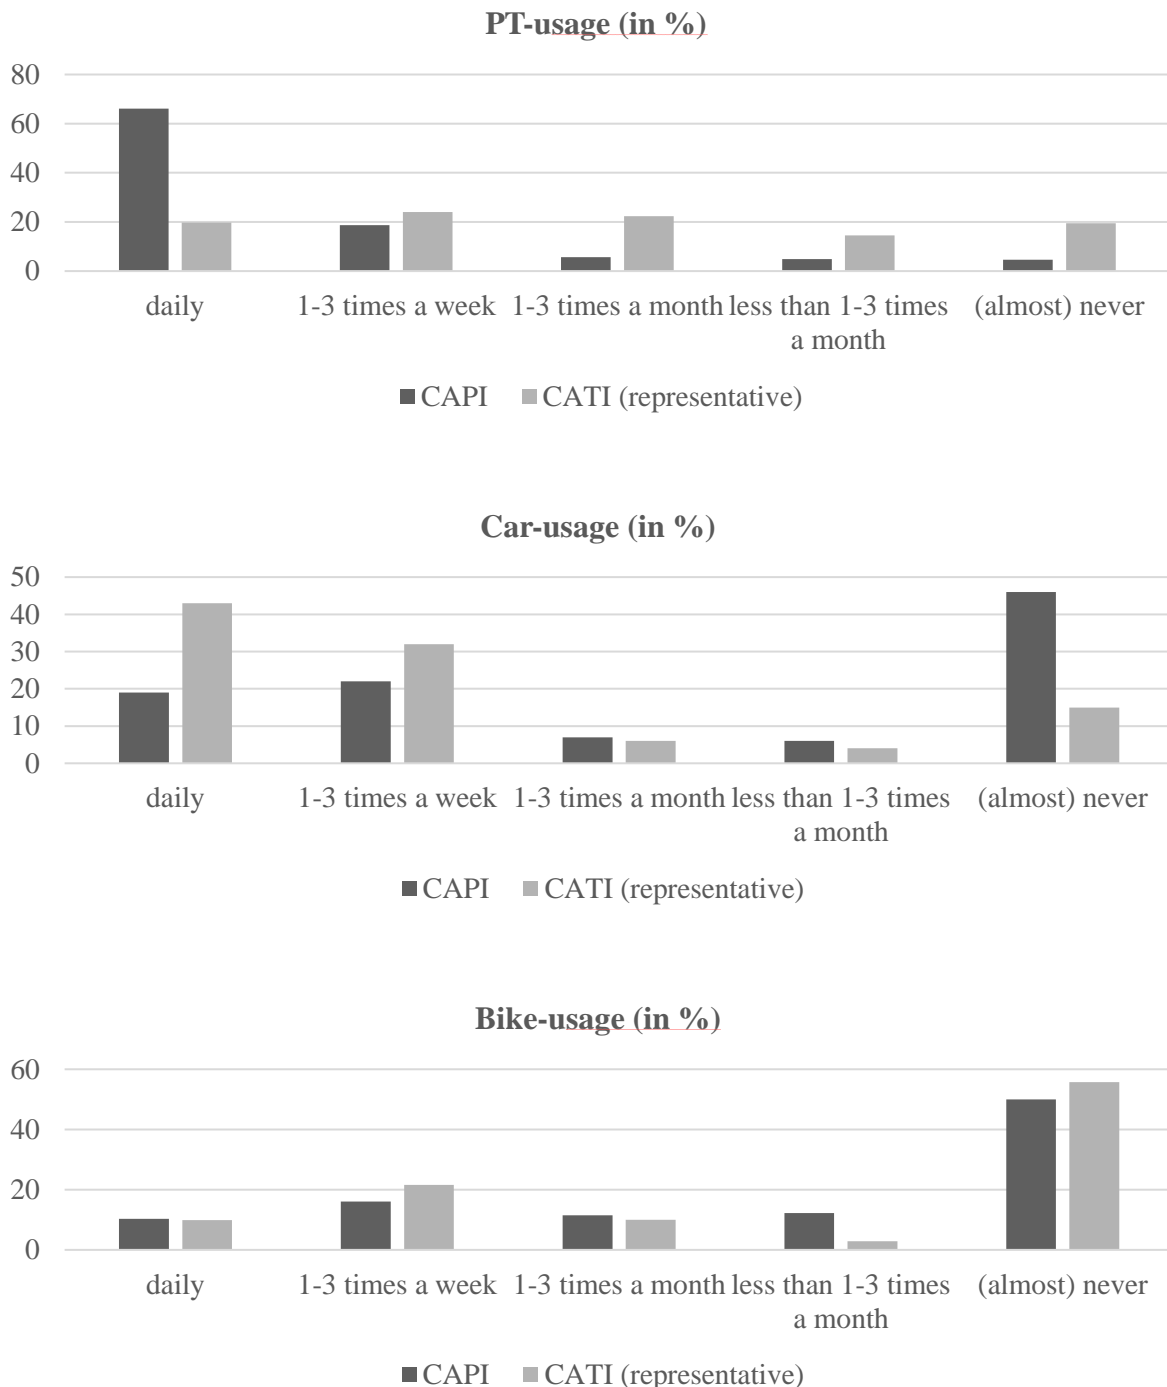 PT-usage (in %)
80
60
40
20
0
daily 1-3 times a week 1-3 times a month less than 1-3 times a month (almost) never
CAPI CATI (representative)
Car-usage (in %)
50
40
30
20
10
0
daily 1-3 times a week 1-3 times a month less than 1-3 times a month (almost) never
CAPI CATI (representative)
Bike-usage (in %)
60
40
20
0
daily 1-3 times a week 1-3 times a month less than 1-3 times a month (almost) never
CAPI CATI (representative)